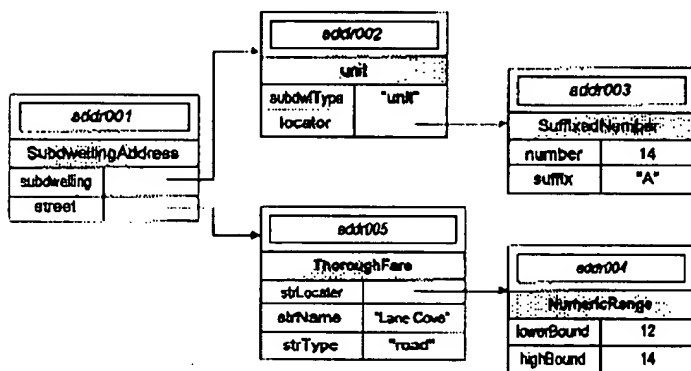 addr001
SubdwellingAddress
subdwelling
street
addr002
unit
subdwlType "unit"
locator
addr003
SuffixedNumber
number 14
suffix "A"
addr005
ThoroughFare
strLocater
strName "Lane Cove"
strType "road"
addr004
NumericRange
lowerBound 12
highBound 14